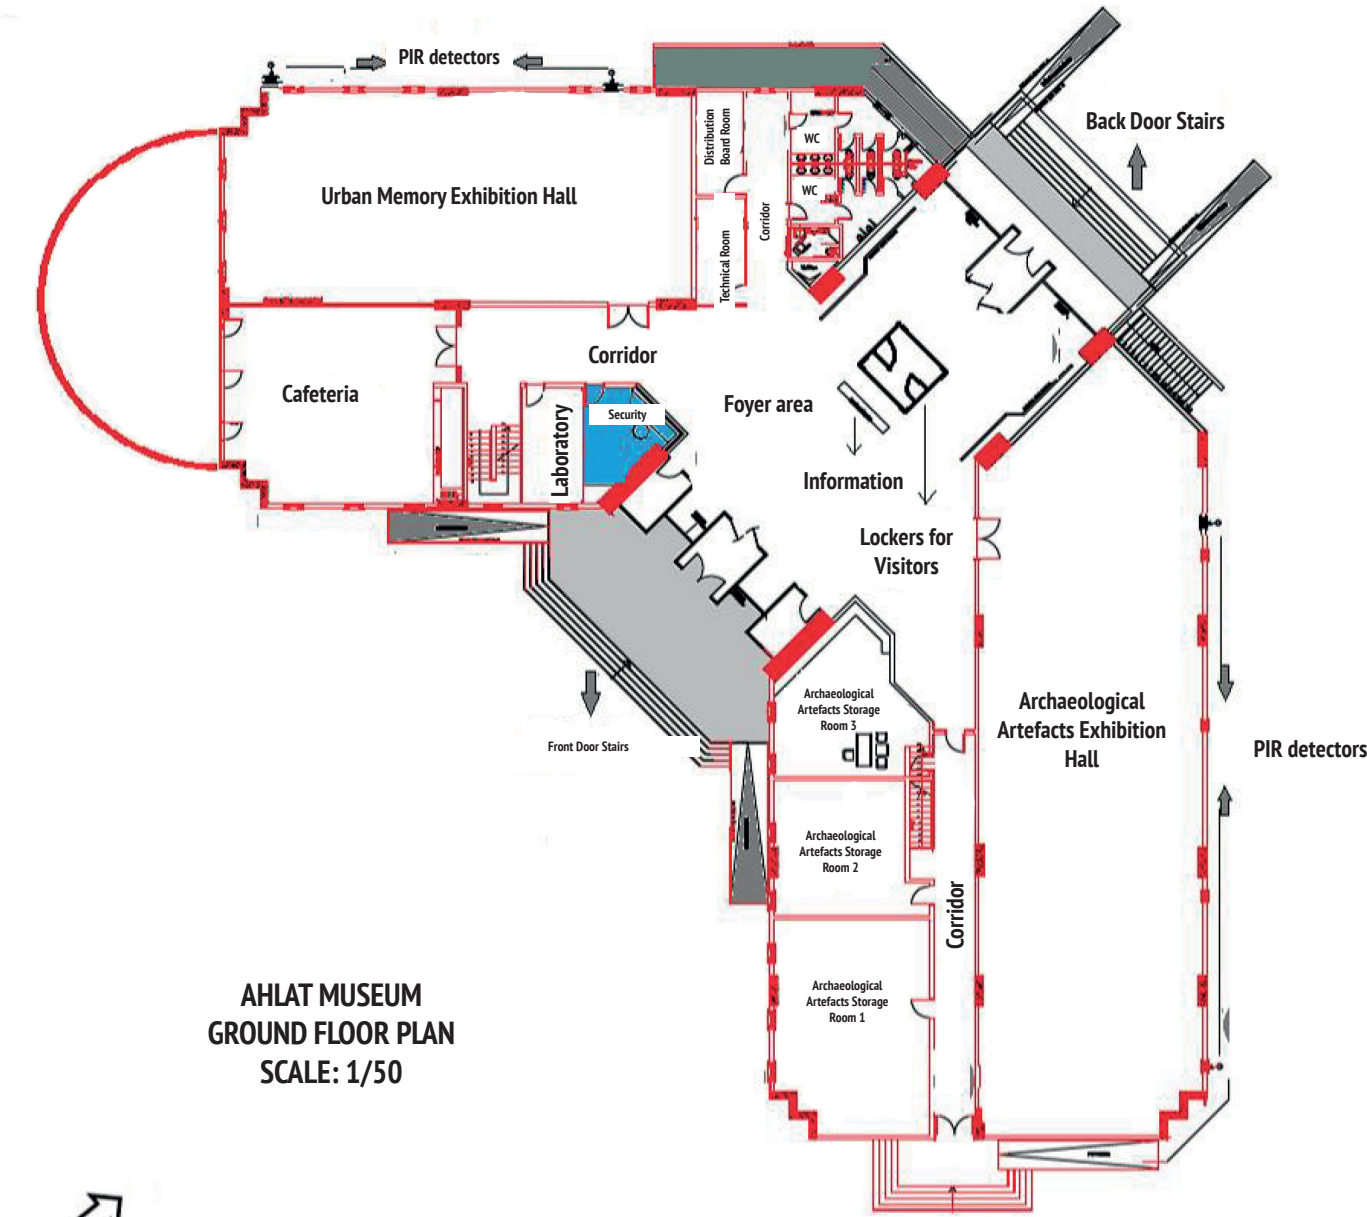 PIR detectors
Back Door Stairs
Distribution
Board Room
WC
Urban Memory Exhibition Hall
WC
Corridor
Technical Room
Corridor
Cafeteria
Foyer area
Security
Laboratory
Information
Lockers for
Visitors
Archaeological
Artefacts Storage
Room 3
Archaeological
Artefacts Exhibition
Hall
Front Door Stairs
PIR detectors
Archaeological
Artefacts Storage
Room 2
Corridor
Archaeological
Artefacts Storage
Room 1
AHLAT MUSEUM
GROUND FLOOR PLAN
SCALE: 1/50